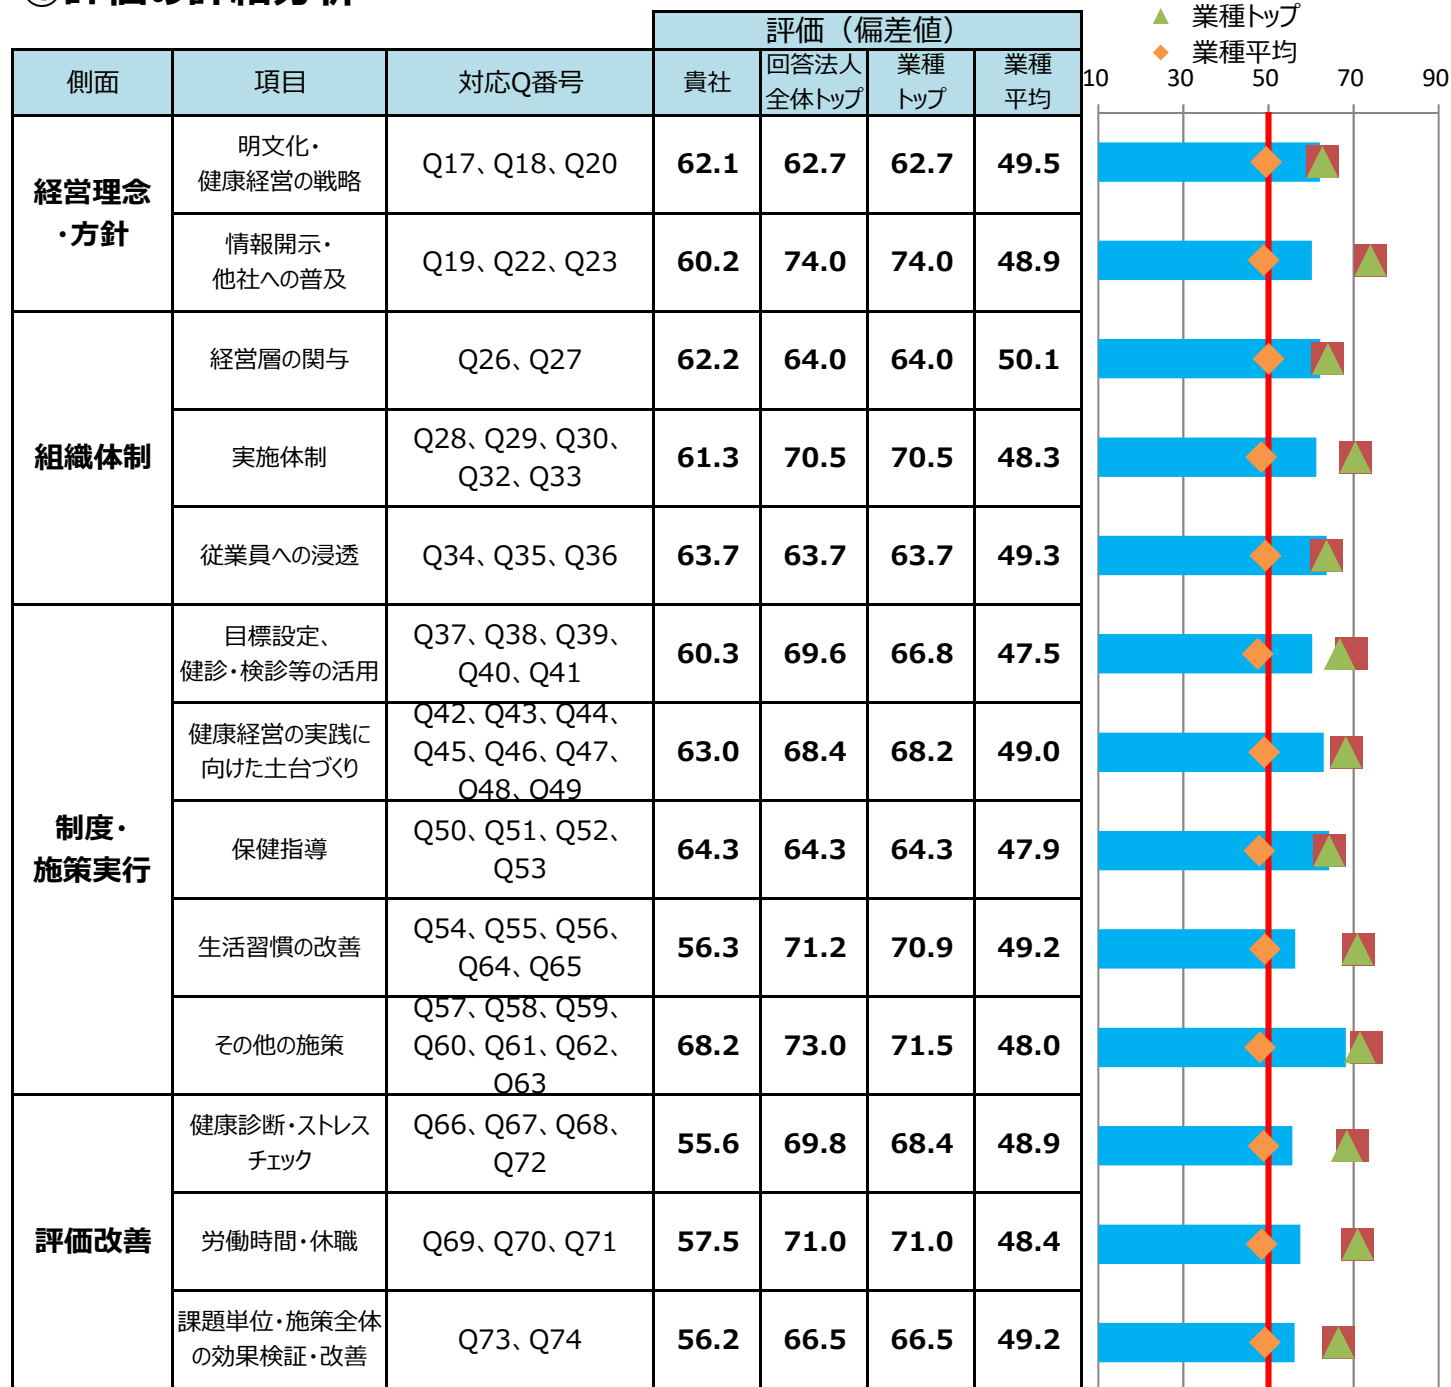 評価の詳細分析
業種トップ
業種平均
評価（偏差値）
側面 項目 対応Q番号 貴社 回答法人 業種 業種
全体トップ トップ 平均
10 30 50 70 90
経営理念
・方針
明文化・
健康経営の戦略
Q17、Q18、Q20 62.1 62.7 62.7 49.5
情報開示・
他社への普及
Q19、Q22、Q23 60.2 74.0 74.0 48.9
組織体制
経営層の関与 Q26、Q27 62.2 64.0 64.0 50.1
実施体制
Q28、Q29、Q30、
Q32、Q33
61.3 70.5 70.5 48.3
従業員への浸透 Q34、Q35、Q36 63.7 63.7 63.7 49.3
制度・
施策実行
目標設定、
健診・検診等の活用
Q37、Q38、Q39、
Q40、Q41
60.3 69.6 66.8 47.5
健康経営の実践に
向けた土台づくり
Q42、Q43、Q44、
Q45、Q46、Q47、
Q48、Q49
63.0 68.4 68.2 49.0
保健指導
Q50、Q51、Q52、
Q53
64.3 64.3 64.3 47.9
生活習慣の改善
Q54、Q55、Q56、
Q64、Q65
56.3 71.2 70.9 49.2
その他の施策
Q57、Q58、Q59、
Q60、Q61、Q62、
Q63
68.2 73.0 71.5 48.0
評価改善
健康診断・ストレス
チェック
Q66、Q67、Q68、
Q72
55.6 69.8 68.4 48.9
労働時間・休職 Q69、Q70、Q71 57.5 71.0 71.0 48.4
課題単位・施策全体
の効果検証・改善
Q73、Q74 56.2 66.5 66.5 49.2